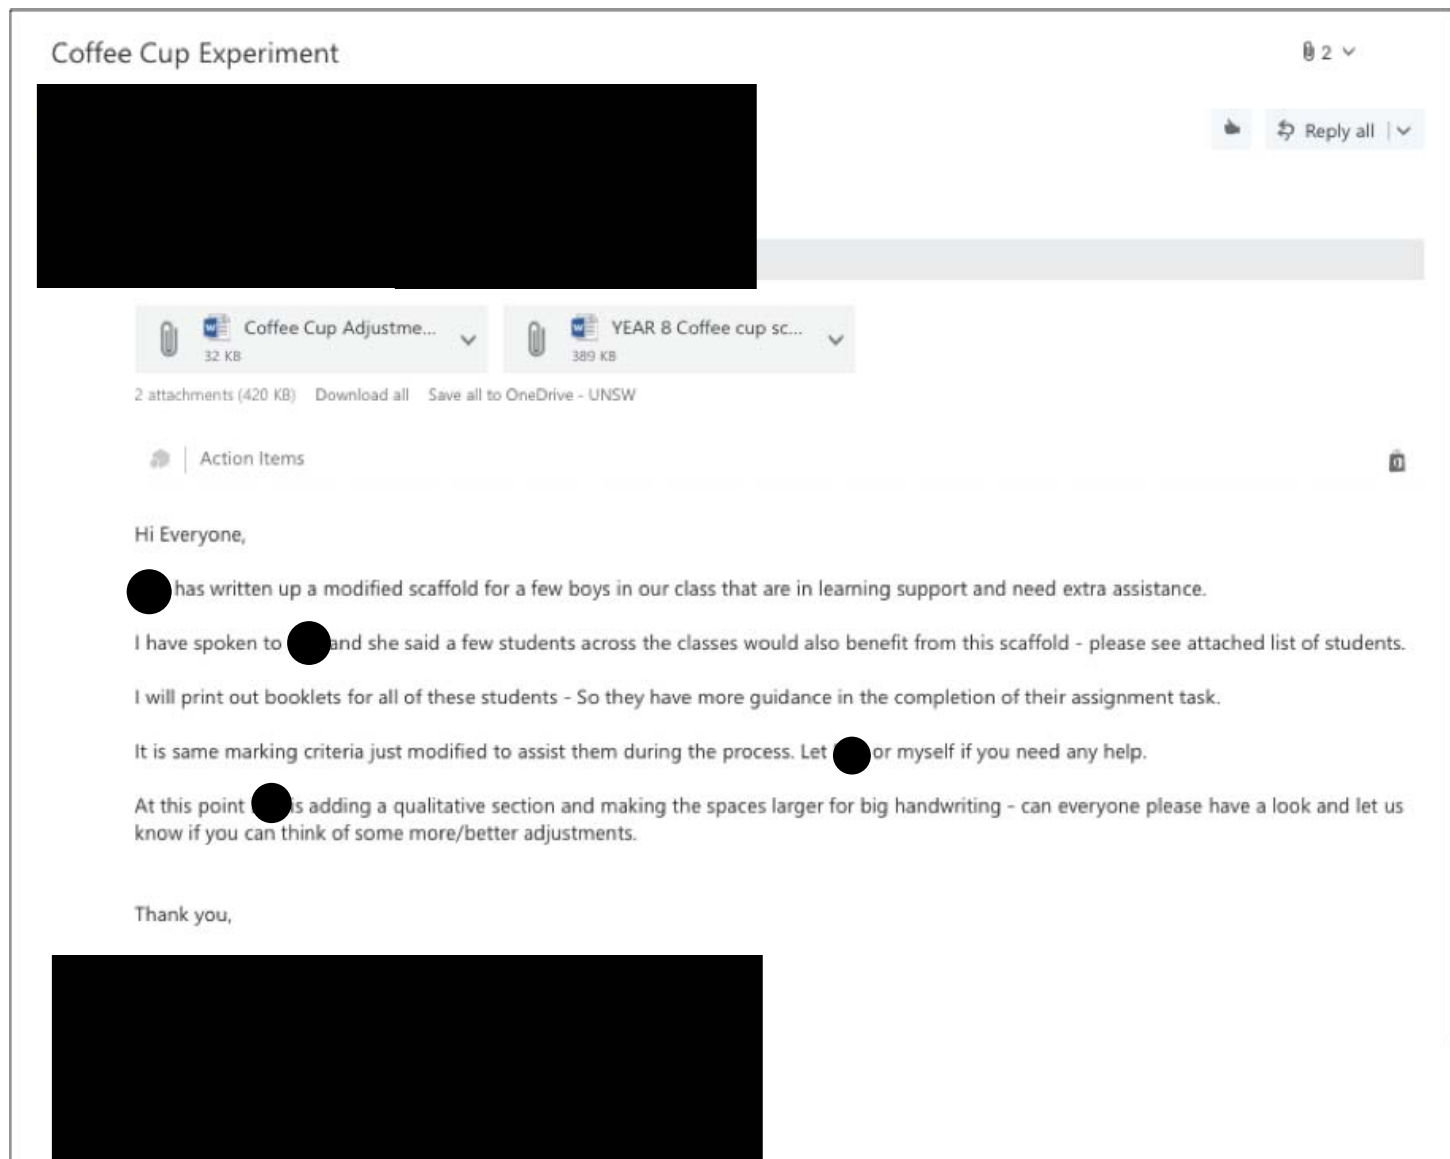 Coffee Cup Experiment
2
Reply all
Coffee Cup Adjustme...
32 KB
YEAR 8 Coffee cup sc...
389 KB
2 attachments (420 KB) Download all Save all to OneDrive - UNSW
Action Items
Hi Everyone,
has written up a modified scaffold for a few boys in our class that are in learning support and need extra assistance.
I have spoken to and she said a few students across the classes would also benefit from this scaffold - please see attached list of students.
I will print out booklets for all of these students - So they have more guidance in the completion of their assignment task.
It is same marking criteria just modified to assist them during the process. Let or myself if you need any help.
At this point is adding a qualitative section and making the spaces larger for big handwriting - can everyone please have a look and let us
know if you can think of some more/better adjustments.
Thank you,